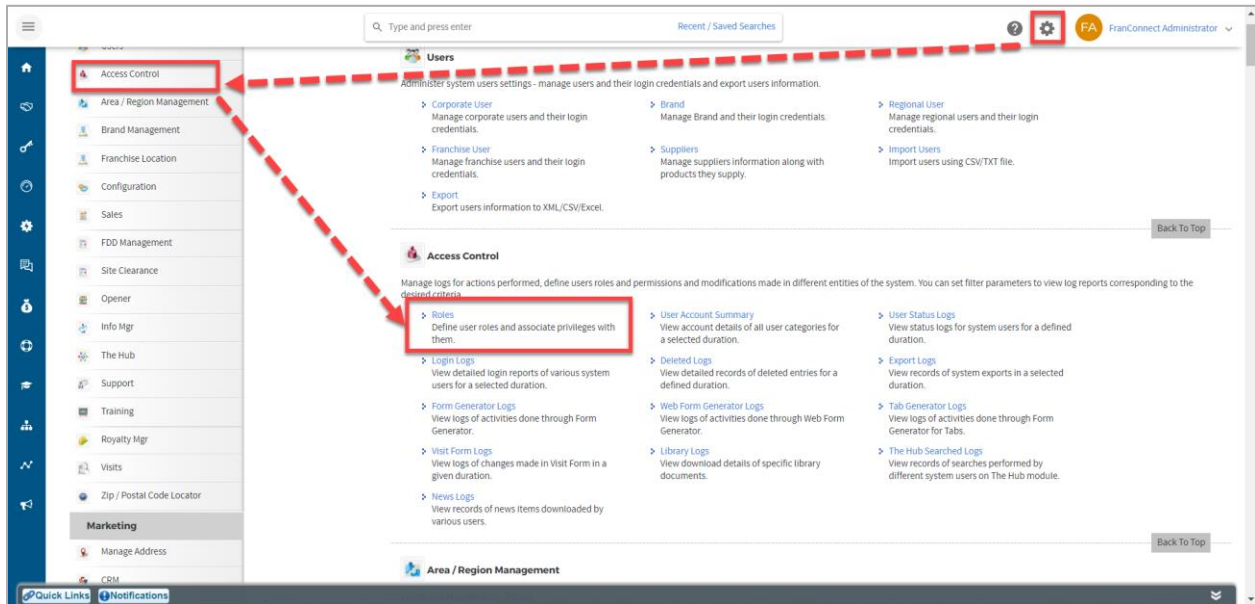 Type and press enter
Recent / Saved Searches
?
FA
FranConnect Administrator
Users
Access Control
Area / Region Management
Brand Management
Franchise Location
Configuration
Sales
FDD Management
Site Clearance
Opener
Info Mgr
The Hub
Support
Training
Royalty Mgr
Visits
Zip / Postal Code Locator
Marketing
Manage Address
CRM
Users
Administer system users settings - manage users and their login credentials and export users information.
Corporate User
Manage corporate users and their login
credentials.
Brand
Manage Brand and their login credentials.
Regional User
Manage regional users and their login
credentials.
Franchise User
Manage franchise users and their login
credentials.
Suppliers
Manage suppliers information along with
products they supply.
Import Users
Import users using CSV/TXT file.
Export
Export users information to XML/CSV/Excel.
Back To Top
Access Control
Manage logs for actions performed, define users roles and permissions and modifications made in different entities of the system. You can set filter parameters to view log reports corresponding to the
desired criteria.
Roles
Define user roles and associate privileges with
them.
User Account Summary
View account details of all user categories for
a selected duration.
User Status Logs
View status logs for system users for a defined
duration.
Login Logs
View detailed login reports of various system
users for a selected duration.
Deleted Logs
View detailed records of deleted entries for a
defined duration.
Export Logs
View records of system exports in a selected
duration.
Form Generator Logs
View logs of activities done through Form
Generator.
Web Form Generator Logs
View logs of activities done through Web Form
Generator.
Tab Generator Logs
View logs of activities done through Form
Generator for Tabs.
Visit Form Logs
View logs of changes made in Visit Form in a
given duration.
Library Logs
View download details of specific library
documents.
The Hub Searched Logs
View records of searches performed by
different system users on The Hub module.
News Logs
View records of news items downloaded by
various users.
Back To Top
Area / Region Management
Quick Links
Notifications